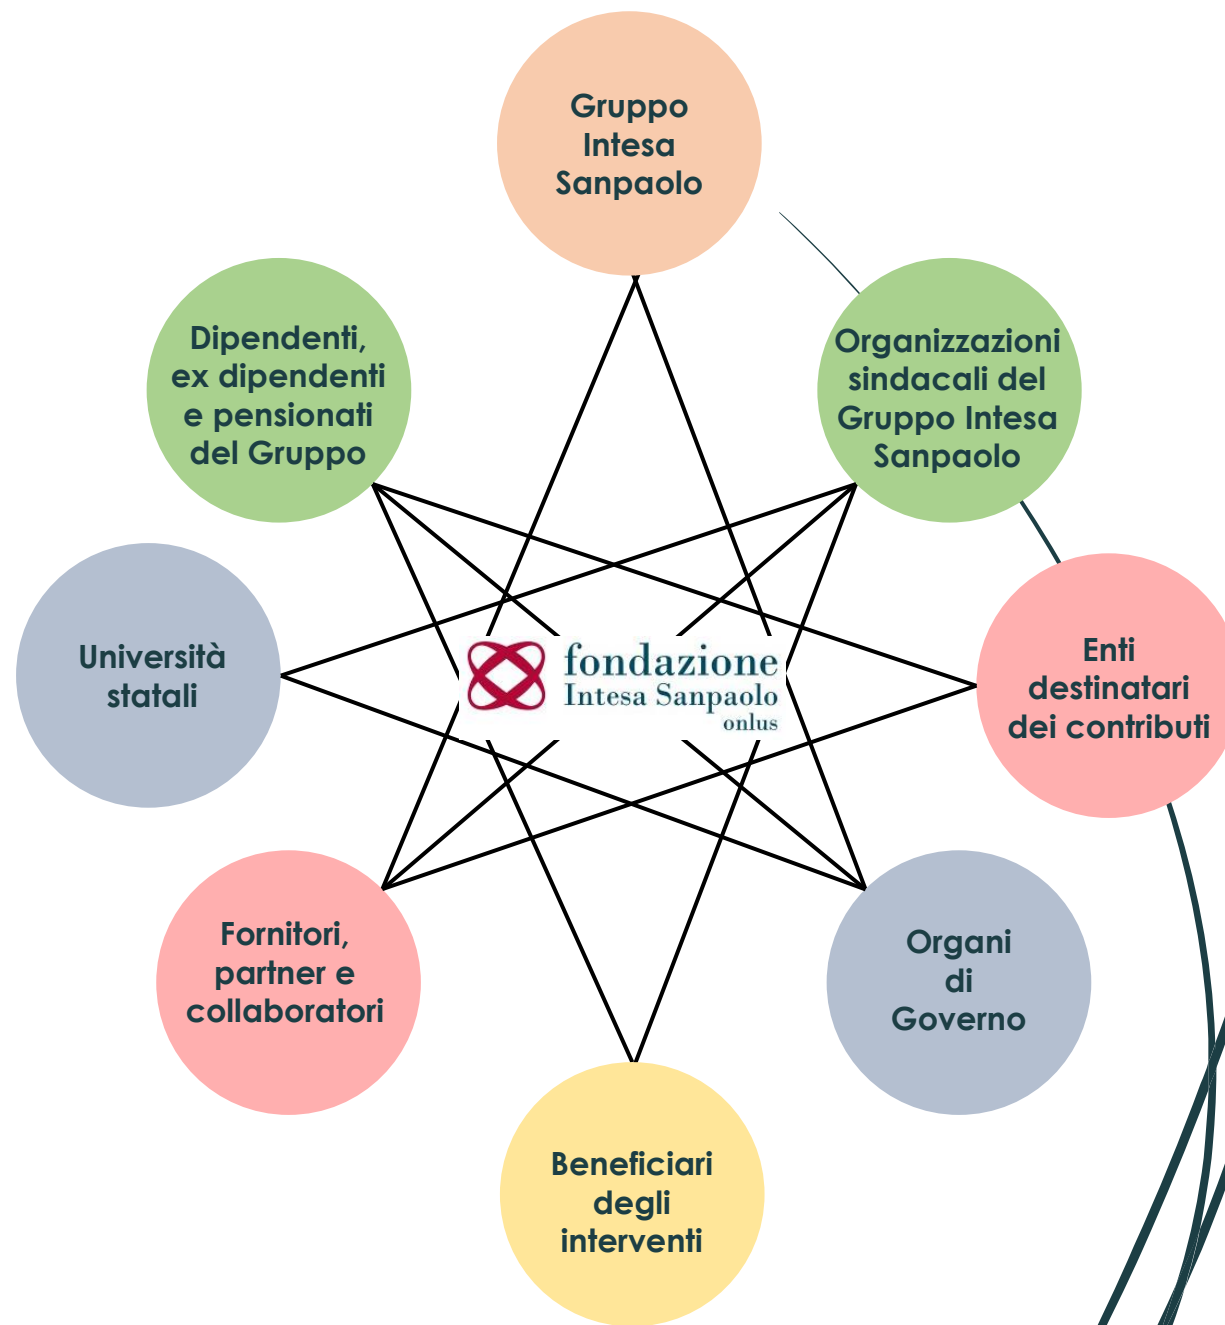 Gruppo
Intesa
Sanpaolo
Dipendenti,
ex dipendenti
e pensionati
del Gruppo
Organizzazioni
sindacali del
Gruppo Intesa
Sanpaolo
Università
statali
fondazione
Intesa Sanpaolo
onlus
Enti
destinatari
dei contributi
Fornitori,
partner e
collaboratori
Organi
di
Governo
Beneficiari
degli
interventi